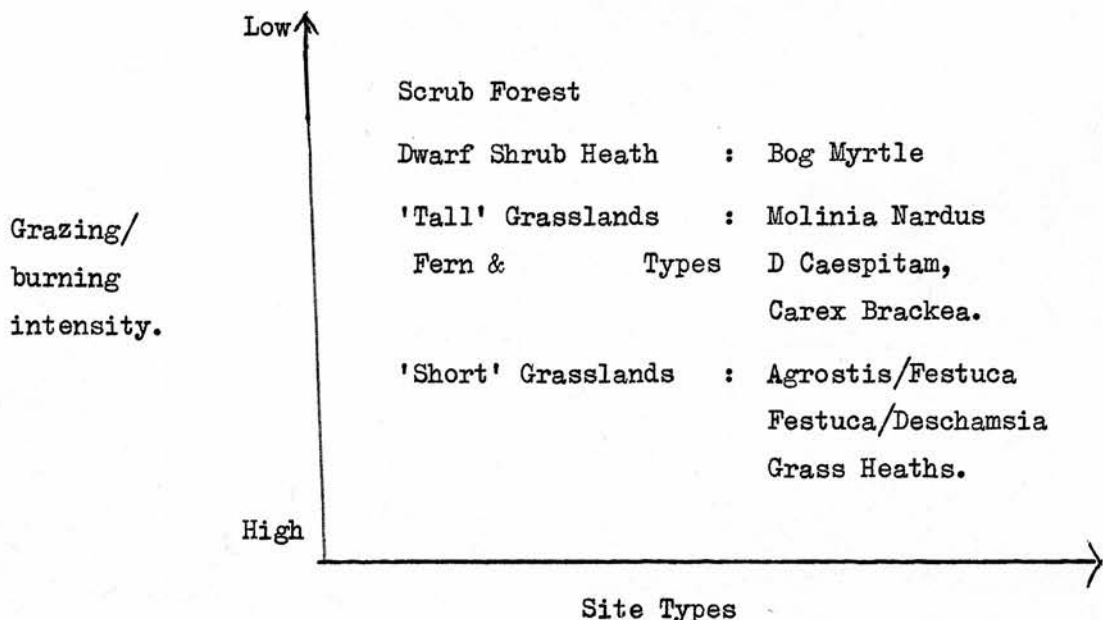 Low
Scrub Forest
Dwarf Shrub Heath : Bog Myrtle
'Tall' Grasslands : Molinia Nardus
Fern & Types D Caespitam,
Carex Brackea.
Grazing/
burning
intensity.
'Short' Grasslands : Agrostis/Festuca
Festuca/Deschamsia
Grass Heaths.
High
Site Types